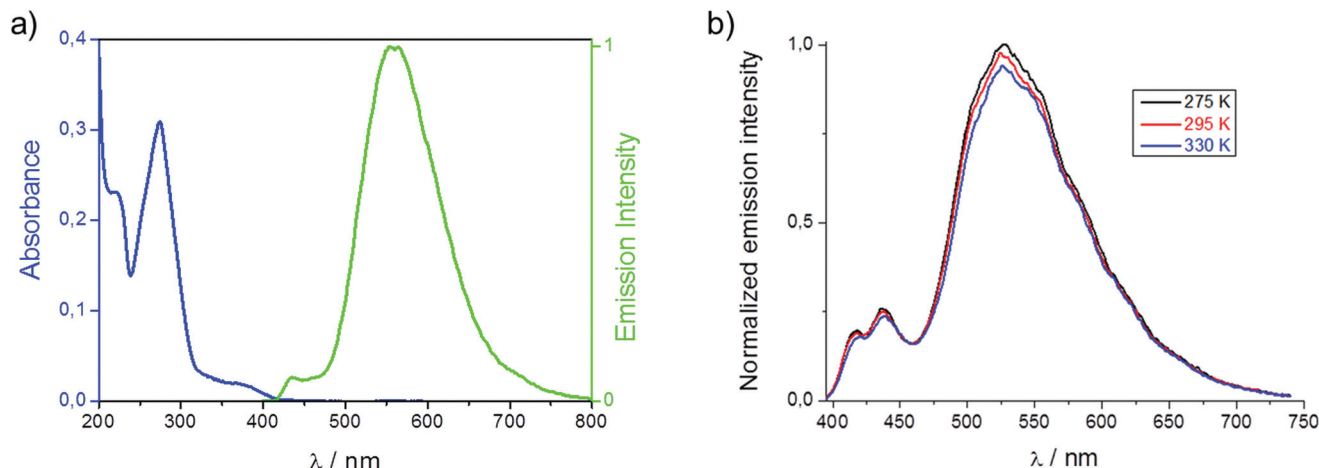 a)
Absorbance
0,4
0,3
0,2
0,1
0,0
200 300 400 500 600 700 800
λ / nm
1
0
Emission Intensity
b)
Normalized emission intensity
1,0
0,5
0,0
400 450 500 550 600 650 700 750
λ / nm
275 K
295 K
330 K